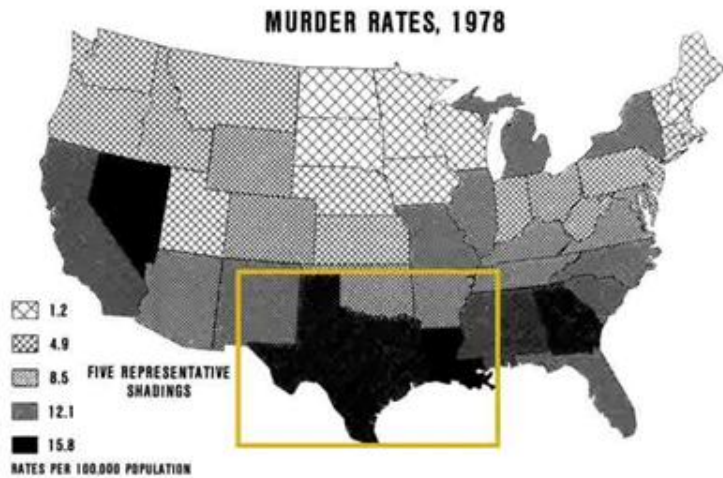 MURDER RATES, 1978
1.2
4.9
8.5
FIVE REPRESENTATIVE
SHADINGS
12.1
15.8
RATES PER 100,000 POPULATION